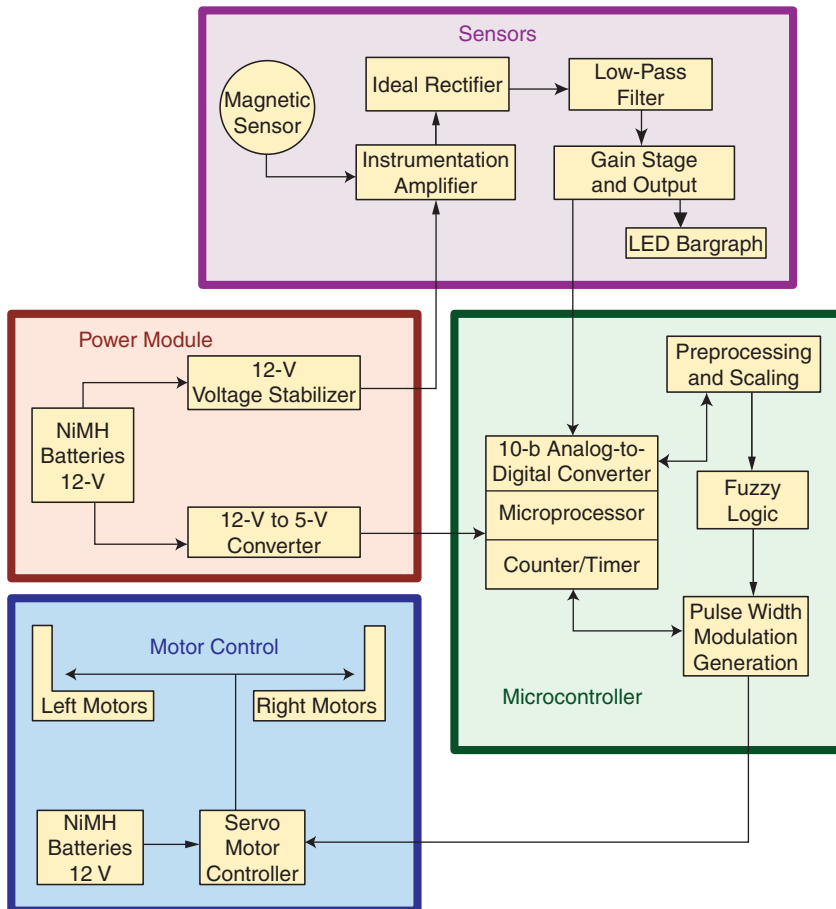 Sensors
Magnetic
Sensor
Ideal Rectifier
Low-Pass
Filter
Instrumentation
Amplifier
Gain Stage
and Output
LED Bargraph
Power Module
12-V
Voltage Stabilizer
NiMH
Batteries
12-V
12-V to 5-V
Converter
Preprocessing
and Scaling
10-b Analog-to-
Digital Converter
Microprocessor
Counter/Timer
Fuzzy
Logic
Pulse Width
Modulation
Generation
Microcontroller
Motor Control
Left Motors
Right Motors
NiMH
Batteries
12 V
Servo
Motor
Controller